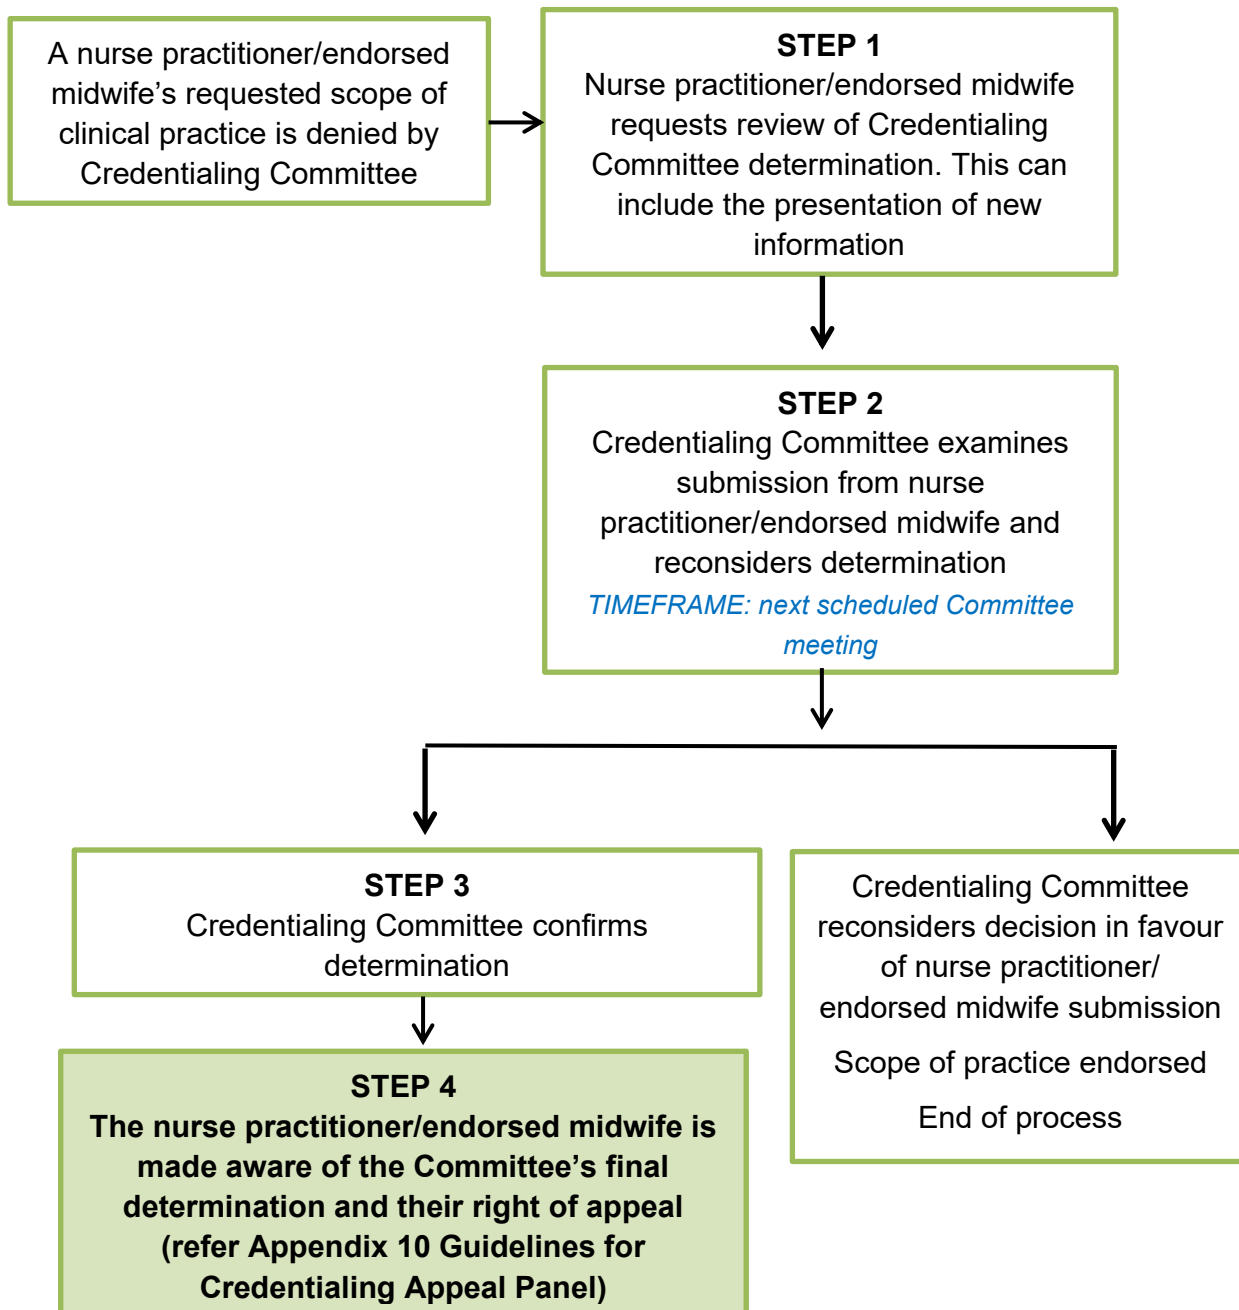 A nurse practitioner/endorsed
midwife’s requested scope of
clinical practice is denied by
Credentialing Committee
STEP 1
Nurse practitioner/endorsed midwife
requests review of Credentialing
Committee determination. This can
include the presentation of new
information
STEP 2
Credentialing Committee examines
submission from nurse
practitioner/endorsed midwife and
reconsiders determination
TIMEFRAME: next scheduled Committee
meeting
STEP 3
Credentialing Committee confirms
determination
Credentialing Committee
reconsiders decision in favour
of nurse practitioner/
endorsed midwife submission
Scope of practice endorsed
End of process
STEP 4
The nurse practitioner/endorsed midwife is
made aware of the Committee’s final
determination and their right of appeal
(refer Appendix 10 Guidelines for
Credentialing Appeal Panel)